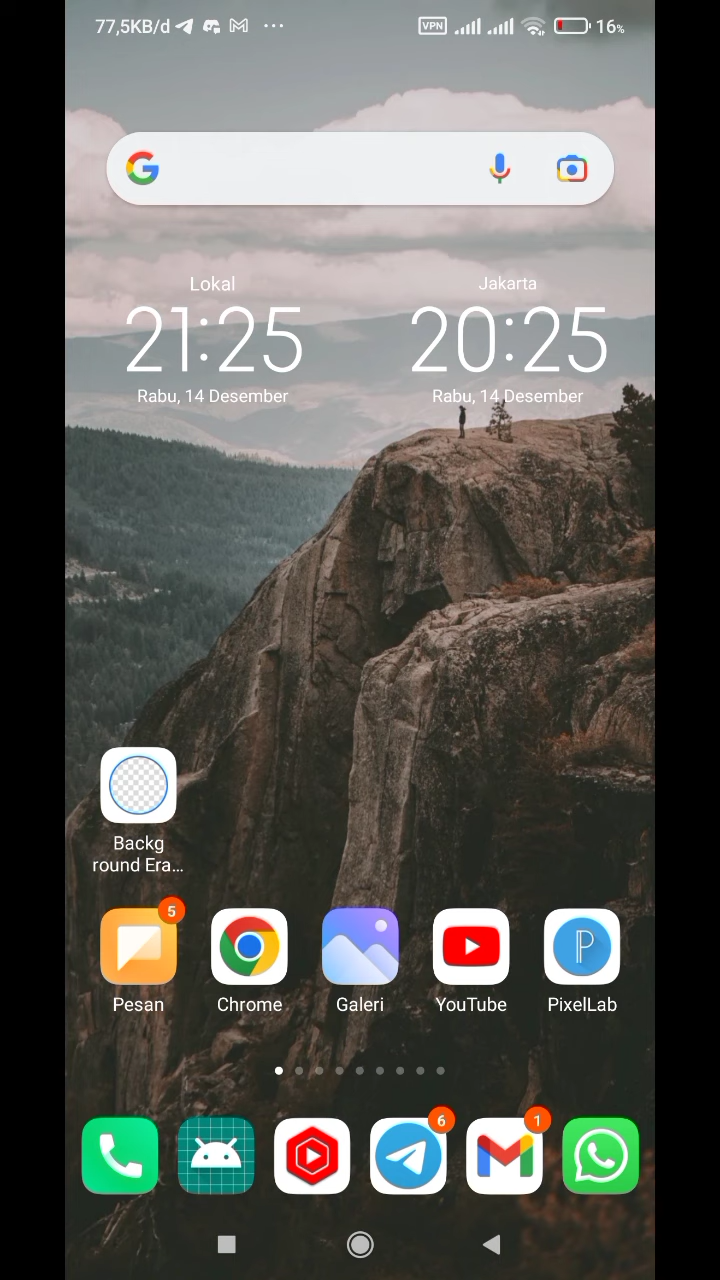 77,5KB/d ··· VPN 16%
Lokal
21:25
Rabu, 14 Desember
Jakarta
20:25
Rabu, 14 Desember
Backg
round Era...
5
Pesan
Chrome
Galeri
YouTube
P
PixelLab
6
1